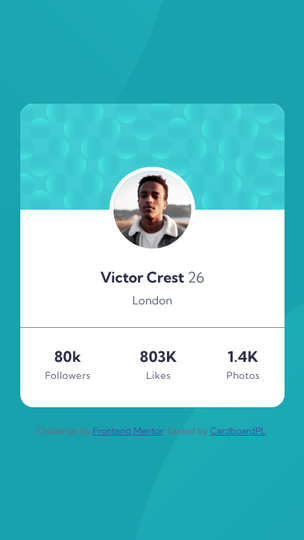 Victor Crest 26
London
80k 803K 1.4K
Followers Likes Photos
Challenge by Frontend Mentor. Coded by CardboardPL.